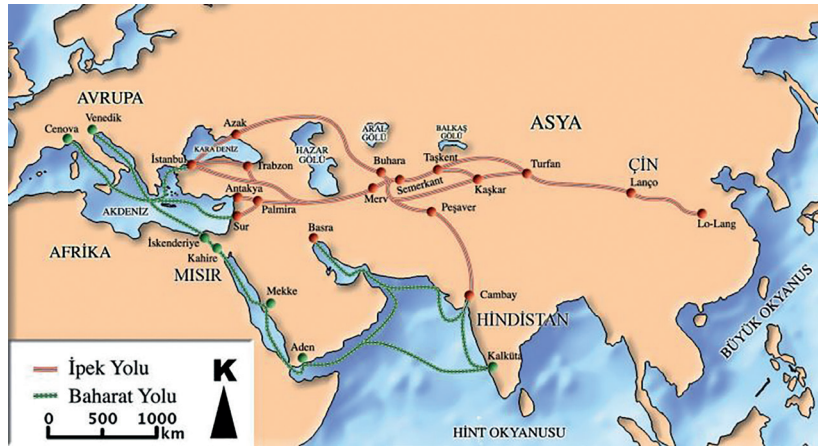 AVRUPA
Venedik
Cenova
Azak
ARAL
GÖLÜ
BALKAŞ
GÖLÜ
ASYA
KARA DENİZ
HAZAR
GÖLÜ
İstanbul
Trabzon
Buhara
Taşkent
Turfan
ÇİN
Semerkant
Kaşkar
Lanço
Antakya
Merv
Palmira
AKDENİZ
Sur
Peşaver
Lo-Lang
Basra
AFRİKA
İskenderiye
Kahire
MISIR
Mekke
Cambay
HİNDİSTAN
BÜYÜK OKYANUS
Aden
Kalküta
İpek Yolu
Baharat Yolu
K
0 500 1000
km
HİNT OKYANUSU